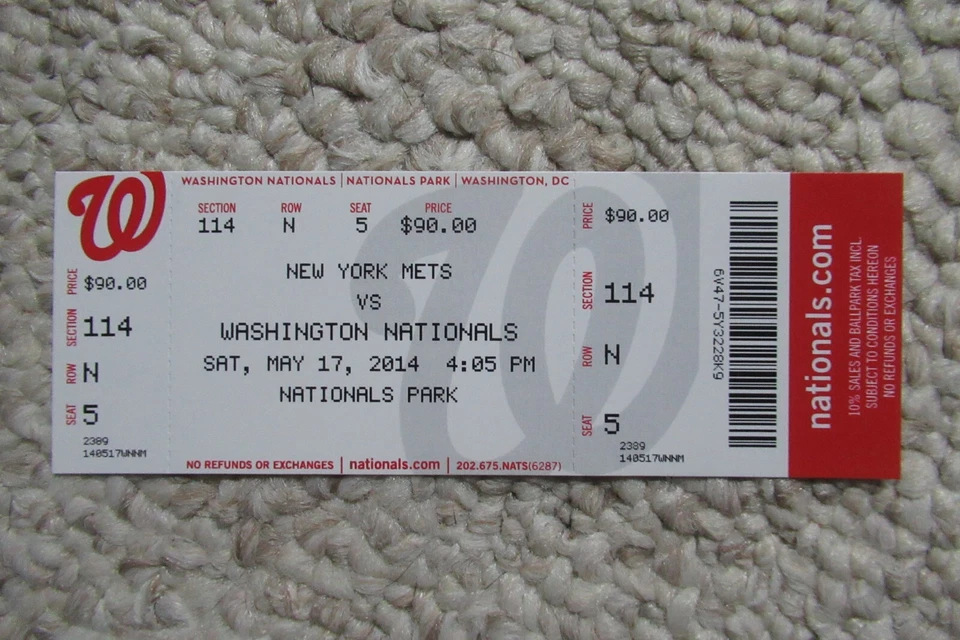 W
PRICE $90.00
SECTION 114
ROW N
SEAT 5
2389
140517WNNM
WASHINGTON NATIONALS | NATIONALS PARK | WASHINGTON, DC
SECTION ROW SEAT PRICE
114 N 5 $90.00
NEW YORK METS
VS
WASHINGTON NATIONALS
SAT, MAY 17, 2014 4:05 PM
NATIONALS PARK
NO REFUNDS OR EXCHANGES | nationals.com | 202.675.NATS(6287)
PRICE $90.00
SECTION 114
ROW N
SEAT 5
2389
140517WNNM
6V47-5Y3228K9
nationals.com
10% SALES AND BALLPARK TAX INCL.
SUBJECT TO CONDITIONS HEREON
NO REFUNDS OR EXCHANGES